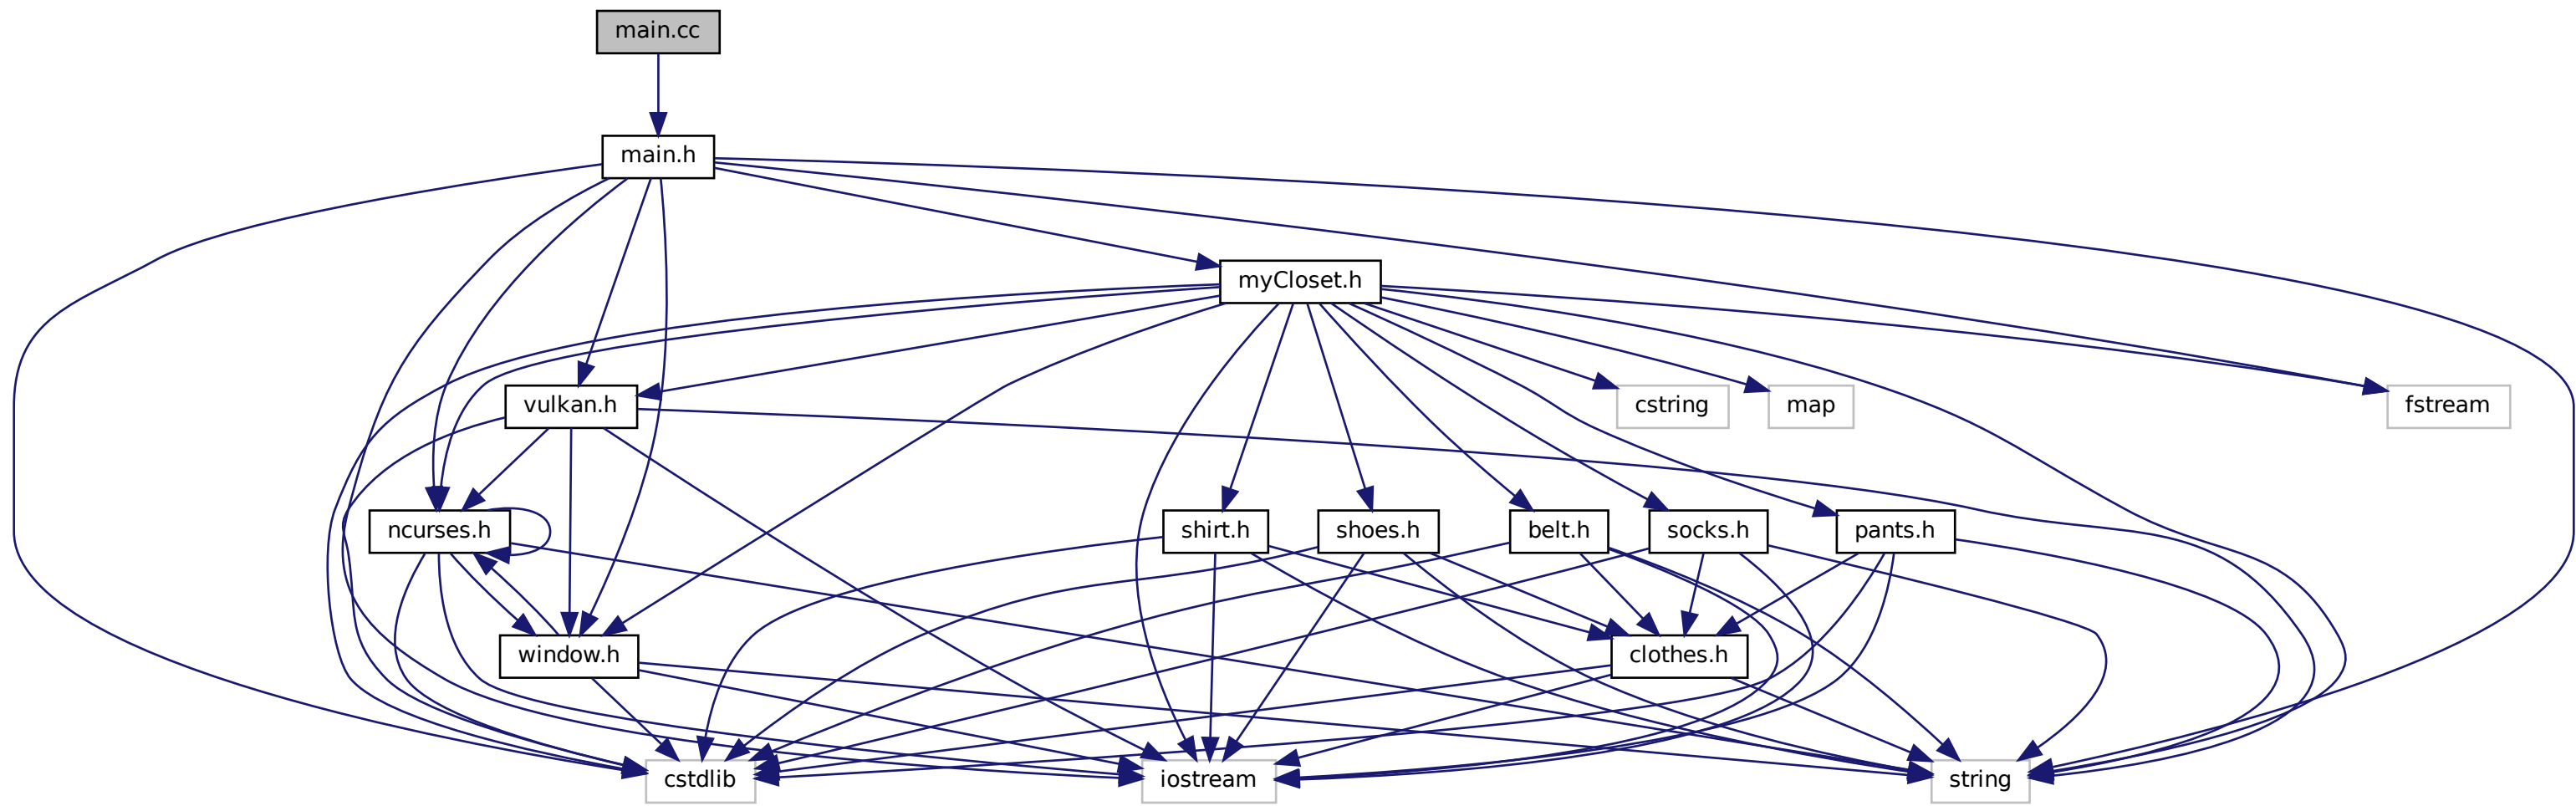 main.cc
main.h
myCloset.h
vulkan.h
cstring
map
fstream
ncurses.h
shirt.h
shoes.h
belt.h
socks.h
pants.h
window.h
clothes.h
cstdlib
iostream
string